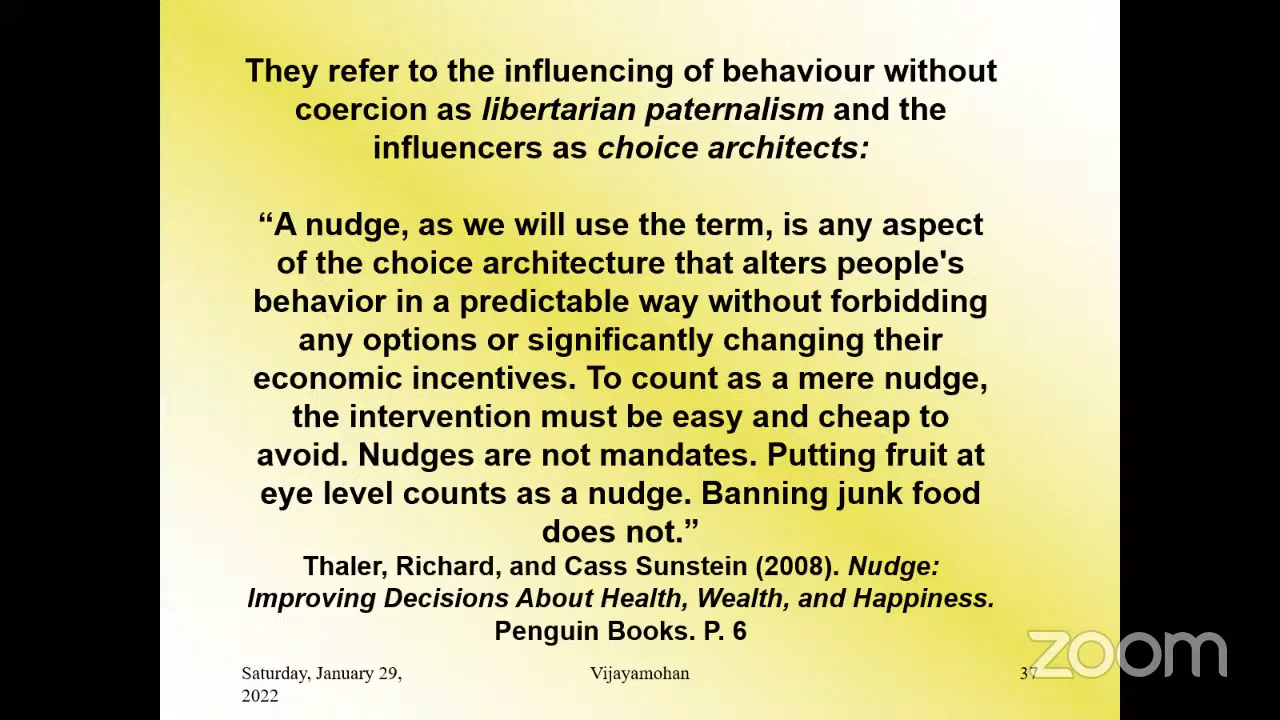 They refer to the influencing of behaviour without
coercion as libertarian paternalism and the
influencers as choice architects:
“A nudge, as we will use the term, is any aspect
of the choice architecture that alters people's
behavior in a predictable way without forbidding
any options or significantly changing their
economic incentives. To count as a mere nudge,
the intervention must be easy and cheap to
avoid. Nudges are not mandates. Putting fruit at
eye level counts as a nudge. Banning junk food
does not.”
Thaler, Richard, and Cass Sunstein (2008). Nudge:
Improving Decisions About Health, Wealth, and Happiness.
Penguin Books. P. 6
Saturday, January 29,
2022
Vijayamohan
37
zoom